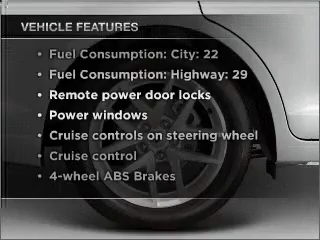 VEHICLE FEATURES
• Fuel Consumption: City: 22
• Fuel Consumption: Highway: 29
• Remote power door locks
• Power windows
• Cruise controls on steering wheel
• Cruise control
• 4-wheel ABS Brakes